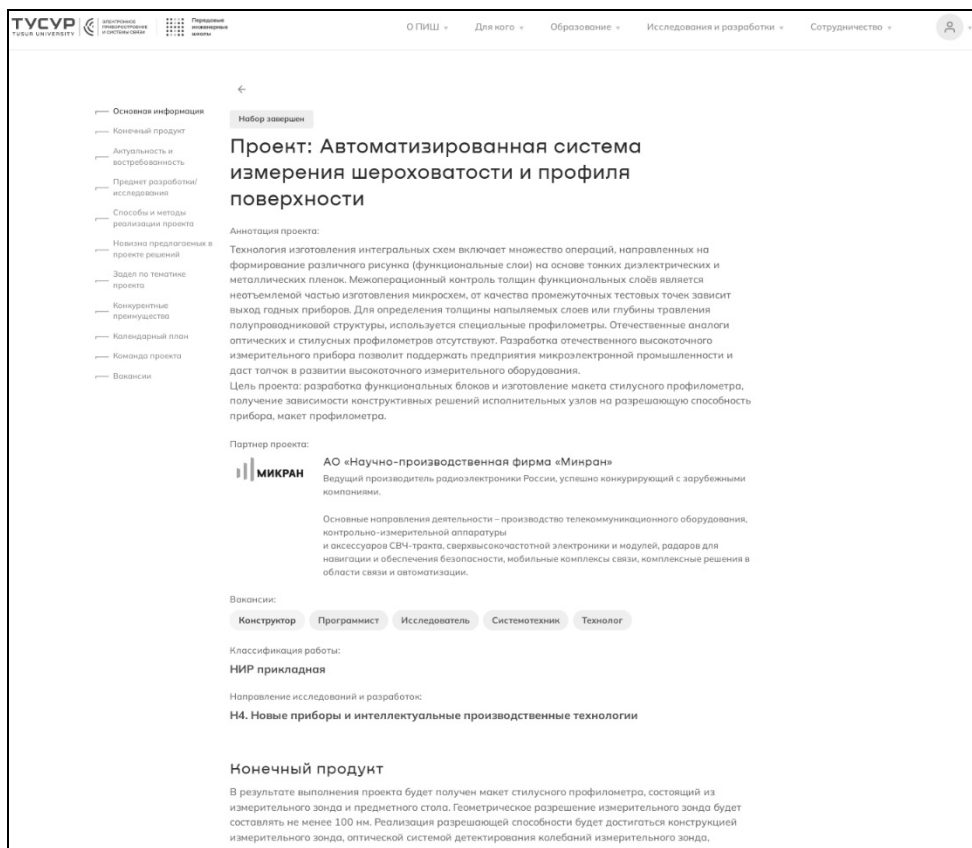 ТУСУР
TUSUR UNIVERSITY
ЭЛЕКТРОННОЕ
ПРИБОРОСТРОЕНИЕ
И СИСТЕМЫ СВЯЗИ
Передовые
инженерные
школы
О ПИШ
Для кого
Образование
Исследования и разработки
Сотрудничество
Основная информация
Конечный продукт
Актуальность и
востребованность
Предмет разработки/
исследования
Способы и методы
реализации проекта
Новизна предлагаемых в
проекте решений
Задел по тематике
проекта
Конкурентные
преимущества
Календарный план
Команда проекта
Вакансии
Набор завершен
Проект: Автоматизированная система
измерения шероховатости и профиля
поверхности
Аннотация проекта:
Технология изготовления интегральных схем включает множество операций, направленных на
формирование различного рисунка (функциональные слои) на основе тонких диэлектрических и
металлических пленок. Межоперационный контроль толщин функциональных слоёв является
неотъемлемой частью изготовления микросхем, от качества промежуточных тестовых точек зависит
выход годных приборов. Для определения толщины напыляемых слоев или глубины травления
полупроводниковой структуры, используется специальные профилометры. Отечественные аналоги
оптических и стилусных профилометров отсутствуют. Разработка отечественного высокоточного
измерительного прибора позволит поддержать предприятия микроэлектронной промышленности и
даст толчок в развитии высокоточного измерительного оборудования.
Цель проекта: разработка функциональных блоков и изготовление макета стилусного профилометра,
получение зависимости конструктивных решений исполнительных узлов на разрешающую способность
прибора, макет профилометра.
Партнер проекта:
МИКРАН
АО «Научно-производственная фирма «Микран»
Ведущий производитель радиоэлектроники России, успешно конкурирующий с зарубежными
компаниями.
Основные направления деятельности – производство телекоммуникационного оборудования,
контрольно-измерительной аппаратуры
и аксессуаров СВЧ-тракта, сверхвысокочастотной электроники и модулей, радаров для
навигации и обеспечения безопасности, мобильные комплексы связи, комплексные решения в
области связи и автоматизации.
Вакансии:
Конструктор
Программист
Исследователь
Системотехник
Технолог
Классификация работы:
НИР прикладная
Направление исследований и разработок:
Н4. Новые приборы и интеллектуальные производственные технологии
Конечный продукт
В результате выполнения проекта будет получен макет стилусного профилометра, состоящий из
измерительного зонда и предметного стола. Геометрическое разрешение измерительного зонда будет
составлять не менее 100 нм. Реализация разрешающей способности будет достигаться конструкцией
измерительного зонда, оптической системой детектирования колебаний измерительного зонда,